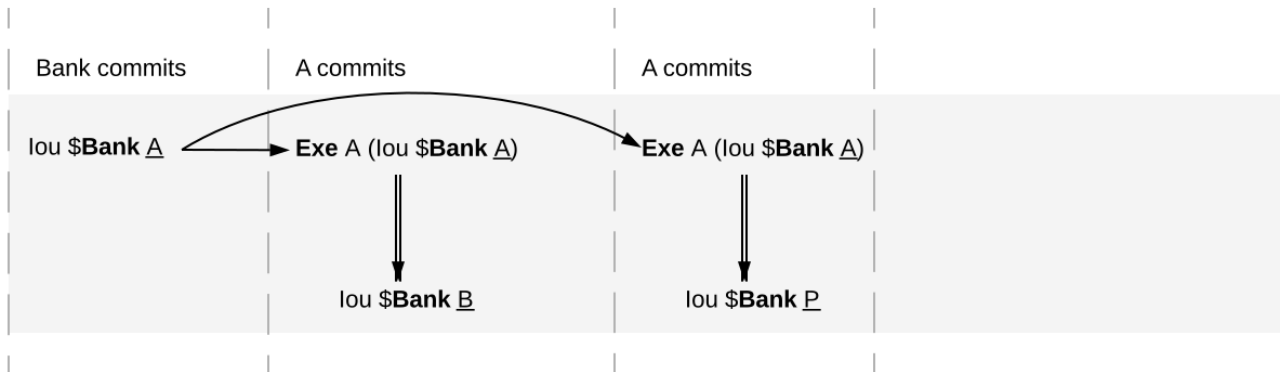 Bank commits
A commits
A commits
Iou $Bank A
Exe A (Iou $Bank A)
Exe A (Iou $Bank A)
Iou $Bank B
Iou $Bank P